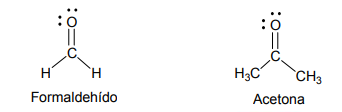 O
C
H H
Formaldehído
O
C
H₃C CH₃
Acetona